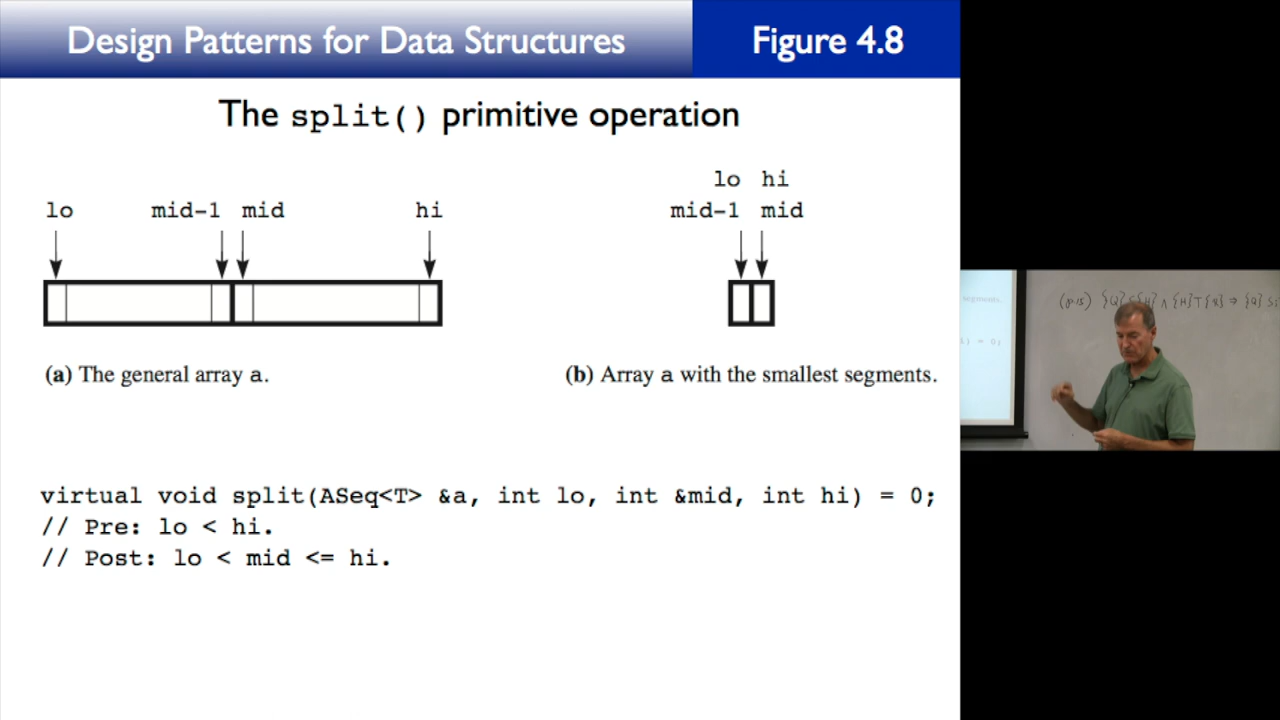 Design Patterns for Data Structures
Figure 4.8
The split() primitive operation
lo mid-1 mid hi
lo hi
mid-1 mid
(a) The general array a.
(b) Array a with the smallest segments.
virtual void split(ASeq<T> &a, int lo, int &mid, int hi) = 0;
// Pre: lo < hi.
// Post: lo < mid <= hi.
segments.
) = 0;